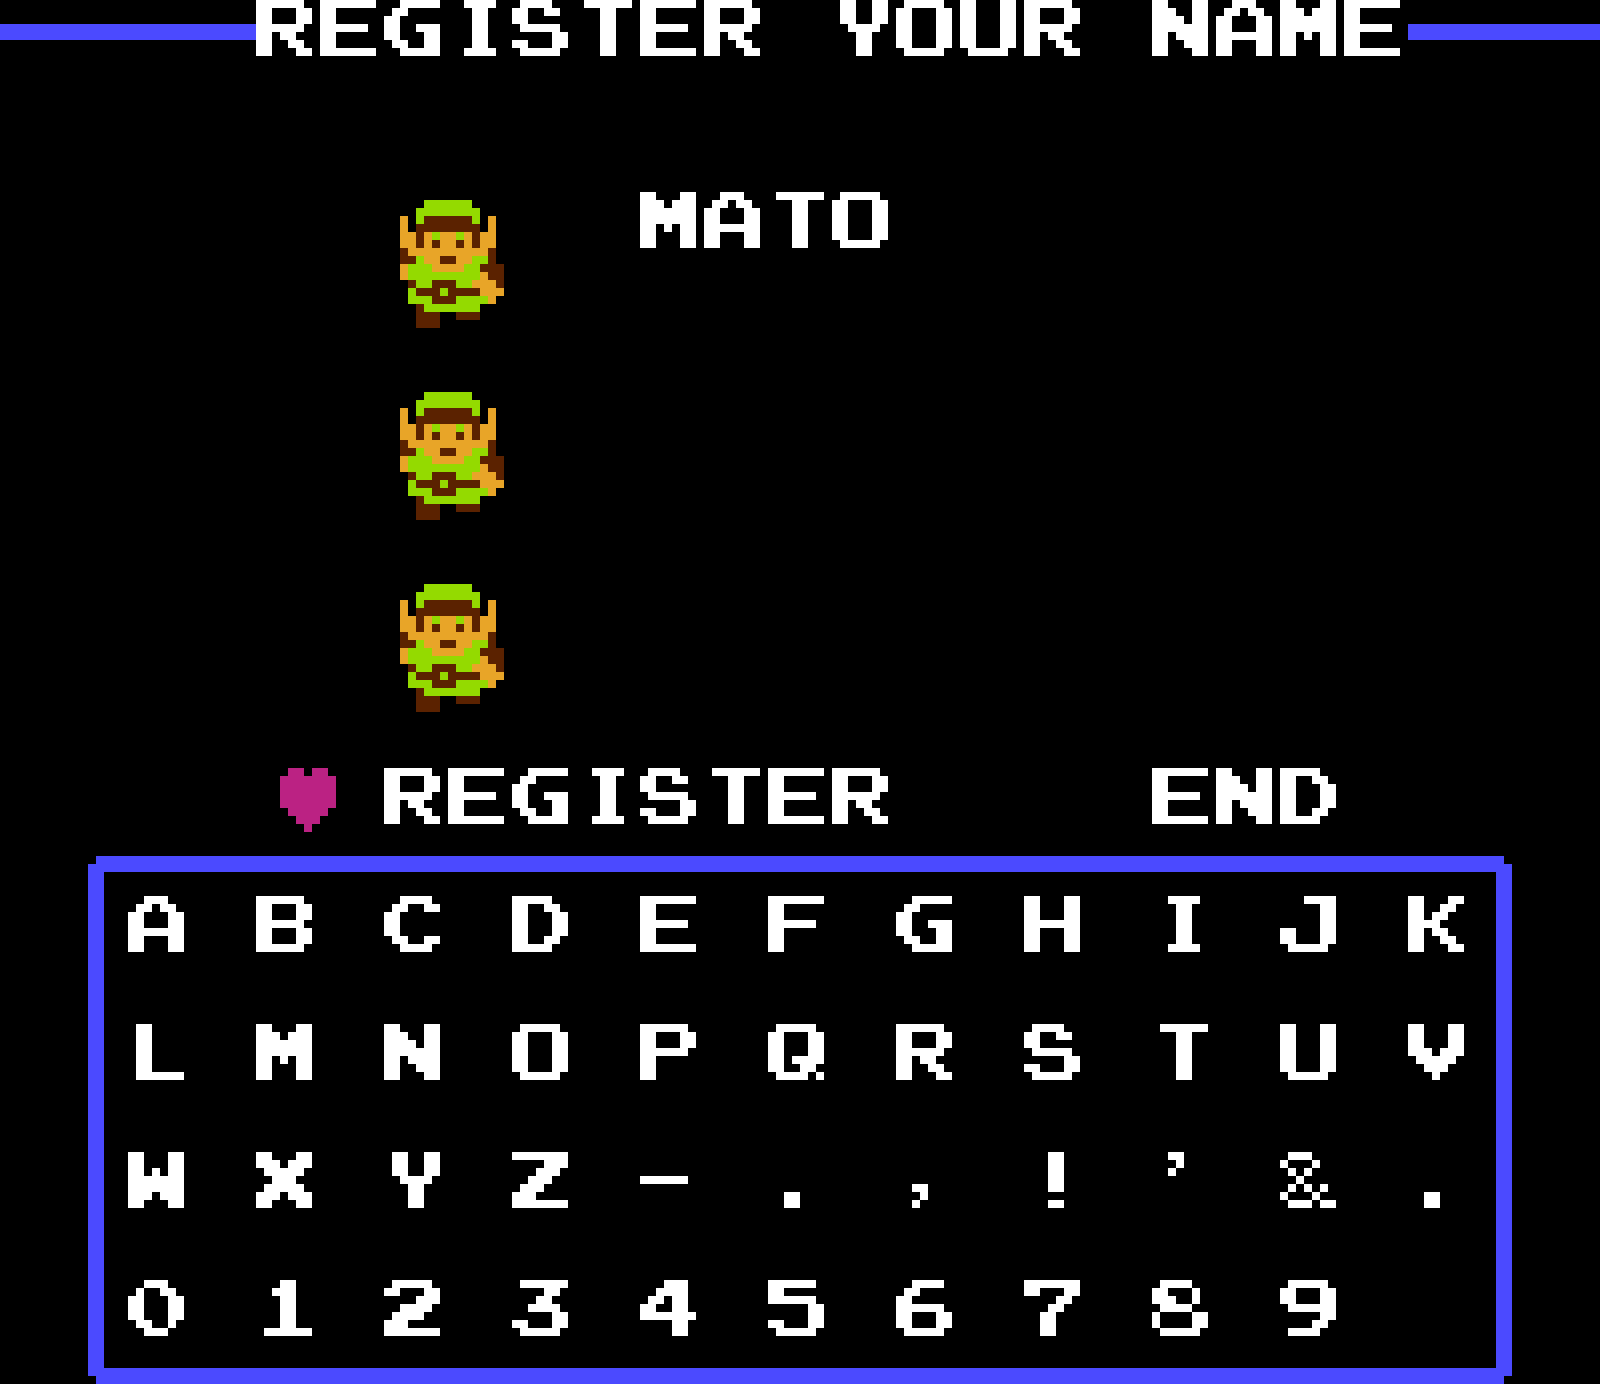 REGISTER YOUR NAME
MATO
REGISTER END
A B C D E F G H I J K
L M N O P Q R S T U V
W X Y Z - . , ! ' & .
0 1 2 3 4 5 6 7 8 9